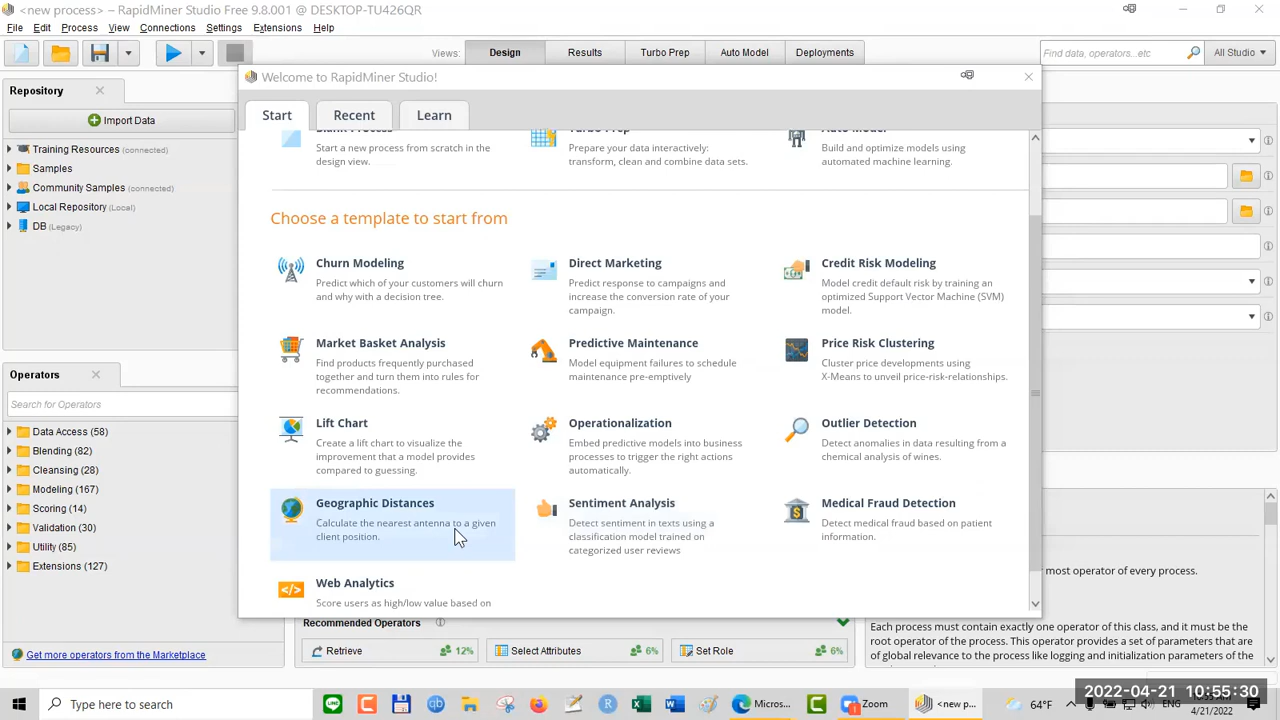 <new process> – RapidMiner Studio Free 9.8.001 @ DESKTOP-TU426QR
File Edit Process View Connections Settings Extensions Help
Views: Design Results Turbo Prep Auto Model Deployments
Find data, operators...etc All Studio
Repository
Import Data
Training Resources (connected)
Samples
Community Samples (connected)
Local Repository (Local)
DB (Legacy)
Operators
Search for Operators
Data Access (58)
Blending (82)
Cleansing (28)
Modeling (167)
Scoring (14)
Validation (30)
Utility (85)
Extensions (127)
Get more operators from the Marketplace
Welcome to RapidMiner Studio!
Start Recent Learn
Blank Process
Start a new process from scratch in the
design view.
Turbo Prep
Prepare your data interactively:
transform, clean and combine data sets.
Auto Model
Build and optimize models using
automated machine learning.
Choose a template to start from
Churn Modeling
Predict which of your customers will churn
and why with a decision tree.
Direct Marketing
Predict response to campaigns and
increase the conversion rate of your
campaign.
Credit Risk Modeling
Model credit default risk by training an
optimized Support Vector Machine (SVM)
model.
Market Basket Analysis
Find products frequently purchased
together and turn them into rules for
recommendations.
Predictive Maintenance
Model equipment failures to schedule
maintenance pre-emptively
Price Risk Clustering
Cluster price developments using
X-Means to unveil price-risk-relationships.
Lift Chart
Create a lift chart to visualize the
improvement that a model provides
compared to guessing.
Operationalization
Embed predictive models into business
processes to trigger the right actions
automatically.
Outlier Detection
Detect anomalies in data resulting from a
chemical analysis of wines.
Geographic Distances
Calculate the nearest antenna to a given
client position.
Sentiment Analysis
Detect sentiment in texts using a
classification model trained on
categorized user reviews
Medical Fraud Detection
Detect medical fraud based on patient
information.
Web Analytics
Score users as high/low value based on
Recommended Operators
Retrieve 12% Select Attributes 6% Set Role 6%
most operator of every process.
Each process must contain exactly one operator of this class, and it must be the
root operator of the process. This operator provides a set of parameters that are
of global relevance to the process like logging and initialization parameters of the
Type here to search
Micros...
Zoom
<new p...
64°F
ENG
4/21/2022
2022-04-21 10:55:30